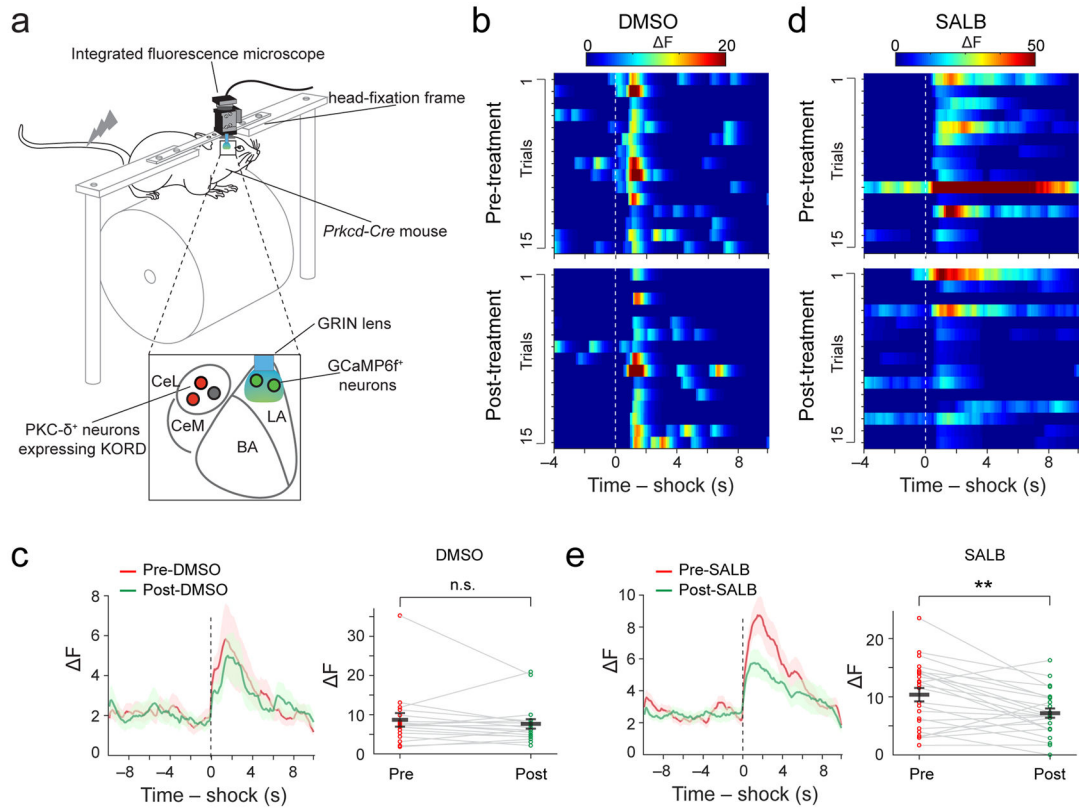 a
Integrated fluorescence microscope
head-fixation frame
Prkcd-Cre mouse
GRIN lens
GCaMP6f⁺ neurons
CeL
CeM
LA
BA
PKC-δ⁺ neurons
expressing KORD
b
DMSO
0
ΔF
20
Pre-treatment
Trials
1
15
Post-treatment
Trials
1
15
−4 0 4 8
Time – shock (s)
d
SALB
0
ΔF
50
Pre-treatment
Trials
1
15
Post-treatment
Trials
1
15
−4 0 4 8
Time – shock (s)
c
Pre-DMSO
Post-DMSO
ΔF
8
6
4
2
0
−8 −4 0 4 8
Time – shock (s)
DMSO
n.s.
ΔF
30
20
10
0
Pre Post
e
Pre-SALB
Post-SALB
ΔF
10
8
6
4
2
0
−8 −4 0 4 8
Time – shock (s)
SALB
**
ΔF
20
10
0
Pre Post